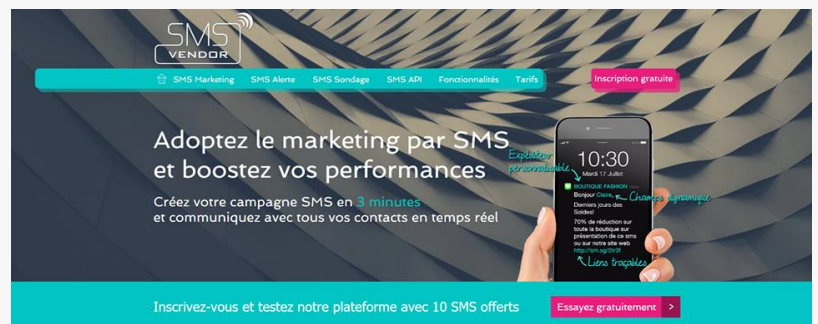 SMS
VENDOR
SMS Marketing SMS Alerte SMS Sondage SMS API Fonctionnalités Tarifs
Inscription gratuite
Adoptez le marketing par SMS
et boostez vos performances
Créez votre campagne SMS en 3 minutes
et communiquez avec tous vos contacts en temps réel
Expéditeur
personnalisable
10:30
Mardi 17 Juillet
BOUTIQUE FASHION
Bonjour Claire,
Champs dynamique
Derniers jours des
Soldes!
70% de réduction sur
toute la boutique sur
présentation de ce sms
ou sur notre site web
http://sm.sg/2tr3f
Liens traçables
Inscrivez-vous et testez notre plateforme avec 10 SMS offerts
Essayez gratuitement >